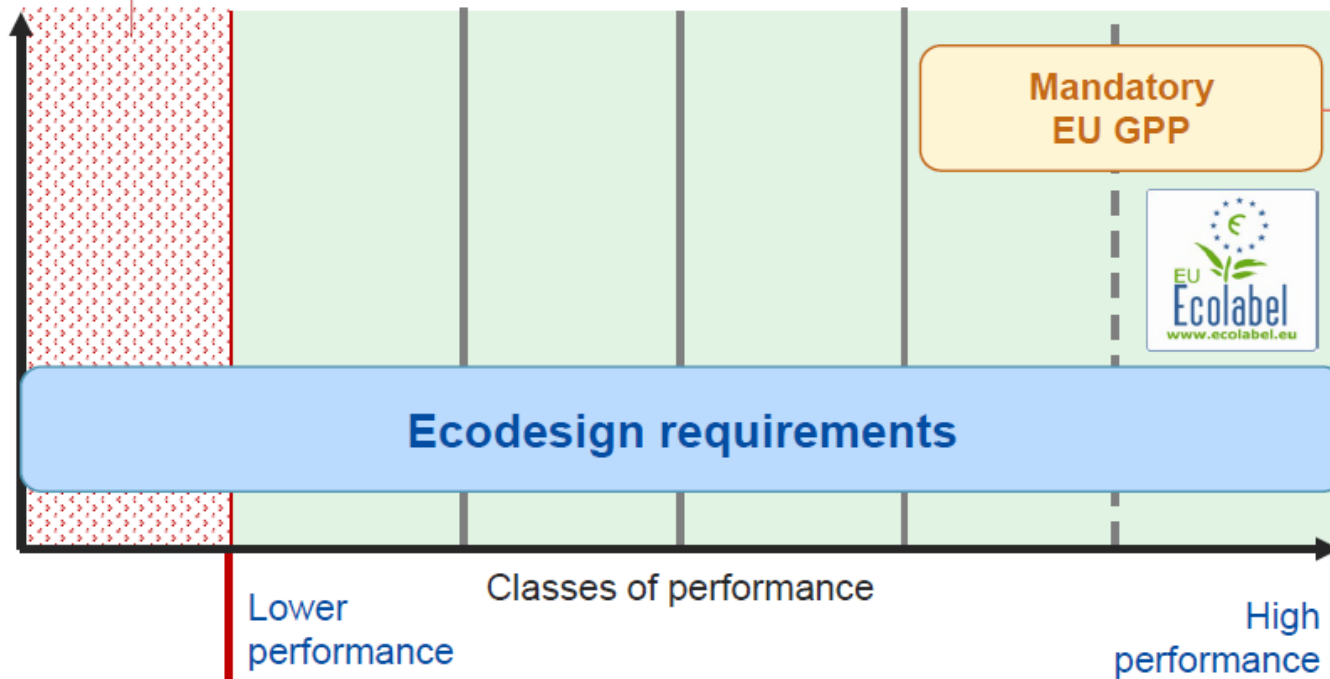 Mandatory
EU GPP
EU
Ecolabel
www.ecolabel.eu
Ecodesign requirements
Classes of performance
Lower
performance
High
performance